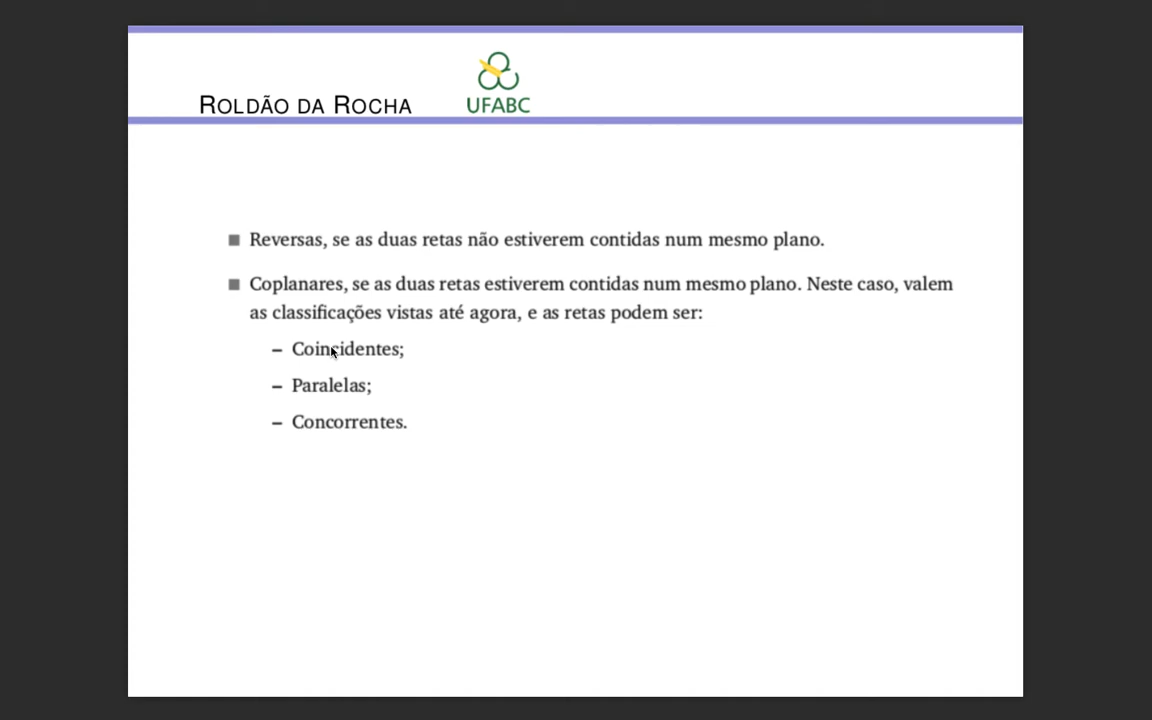 ROLDÃO DA ROCHA
UFABC
Reversas, se as duas retas não estiverem contidas num mesmo plano.
Coplanares, se as duas retas estiverem contidas num mesmo plano. Neste caso, valem
as classificações vistas até agora, e as retas podem ser:
– Coincidentes;
– Paralelas;
– Concorrentes.